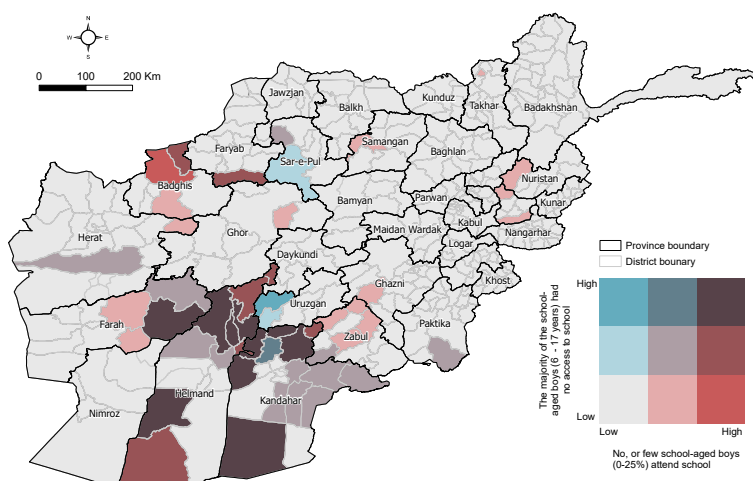 N
W E
S
0 100 200 Km
Jawzjan
Balkh
Kunduz
Takhar
Badakhshan
Faryab
Sar-e-Pul
Samangan
Baghlan
Badghis
Nuristan
Kunar
Parwan
Bamyan
Kabul
Herat
Ghor
Maidan Wardak
Nangarhar
Logar
Daykundi
Khost
Ghazni
Uruzgan
Paktika
Farah
Zabul
Helmand
Kandahar
Nimroz
Province boundary
District bounary
High
The majority of the school-
aged boys (6 - 17 years) had
no access to school
Low
Low High
No, or few school-aged boys
(0-25%) attend school